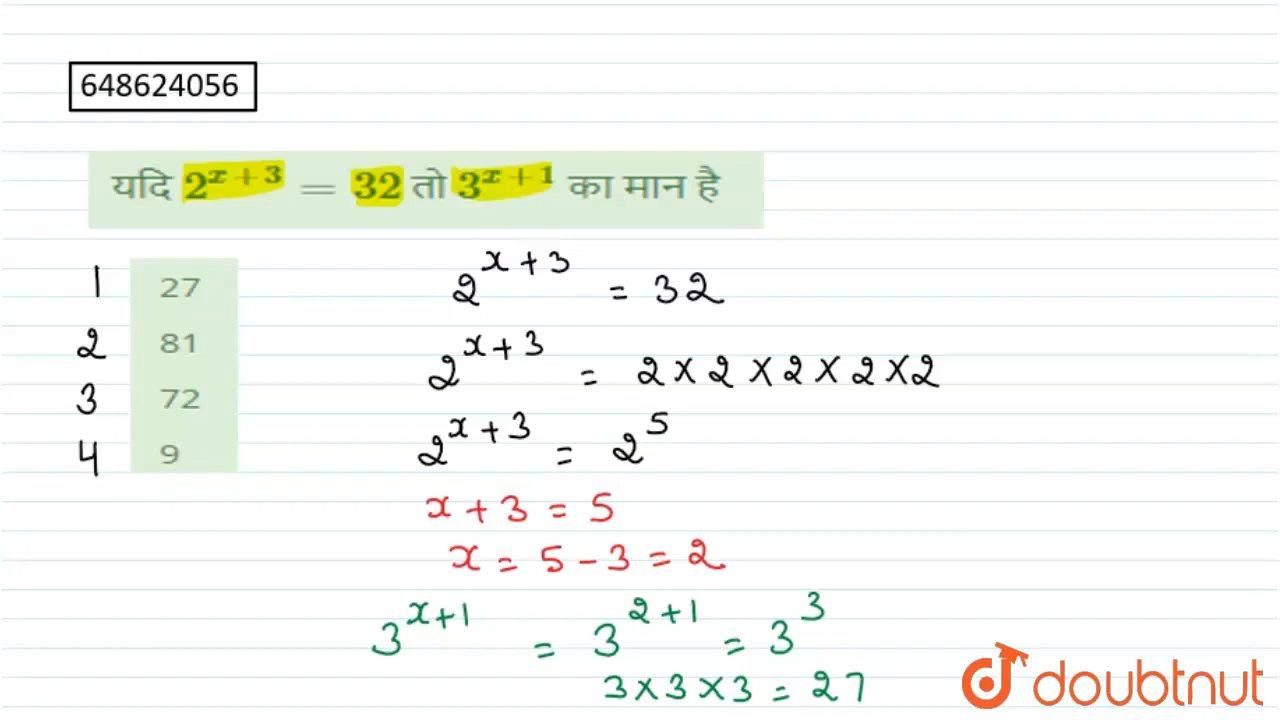 648624056
यदि 2^{x + 3} = 32 तो 3^{x + 1} का मान है
1 27
2 81
3 72
4 9
2^{x + 3} = 32
2^{x + 3} = 2 × 2 × 2 × 2 × 2
2^{x + 3} = 2^5
x + 3 = 5
x = 5 - 3 = 2
3^{x+1} = 3^{2+1} = 3^3
3 × 3 × 3 = 27
doubtnut